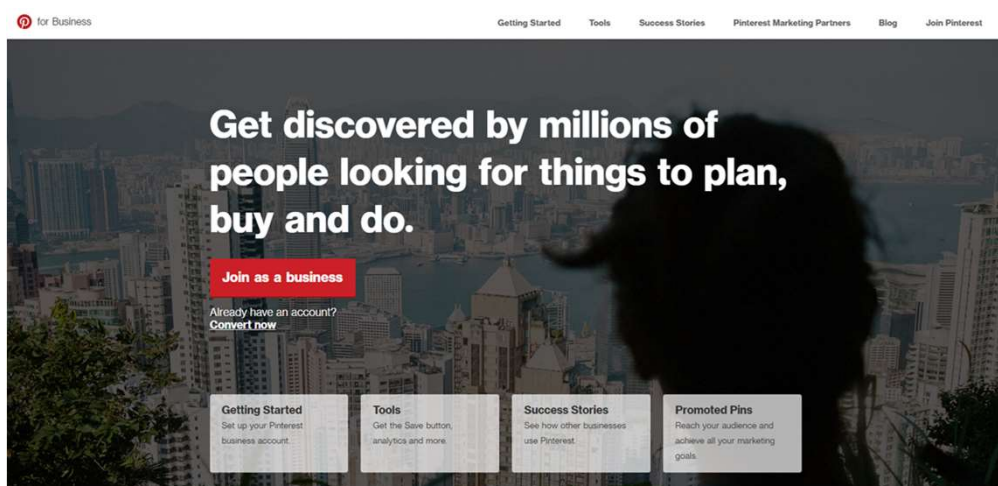 for Business
Getting Started
Tools
Success Stories
Pinterest Marketing Partners
Blog
Join Pinterest
Get discovered by millions of
people looking for things to plan,
buy and do.
Join as a business
Already have an account?
Convert now
Getting Started
Set up your Pinterest
business account.
Tools
Get the Save button,
analytics and more.
Success Stories
See how other businesses
use Pinterest.
Promoted Pins
Reach your audience and
achieve all your marketing
goals.